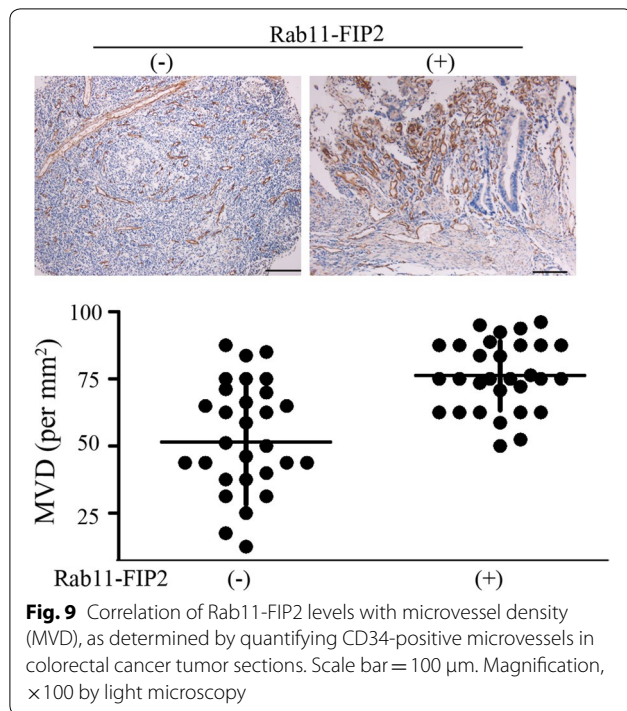 Rab11-FIP2
(-) (+)
100
75
50
25
MVD (per mm²)
Rab11-FIP2 (-) (+)
Fig. 9 Correlation of Rab11-FIP2 levels with microvessel density
(MVD), as determined by quantifying CD34-positive microvessels in
colorectal cancer tumor sections. Scale bar = 100 μm. Magnification,
×100 by light microscopy